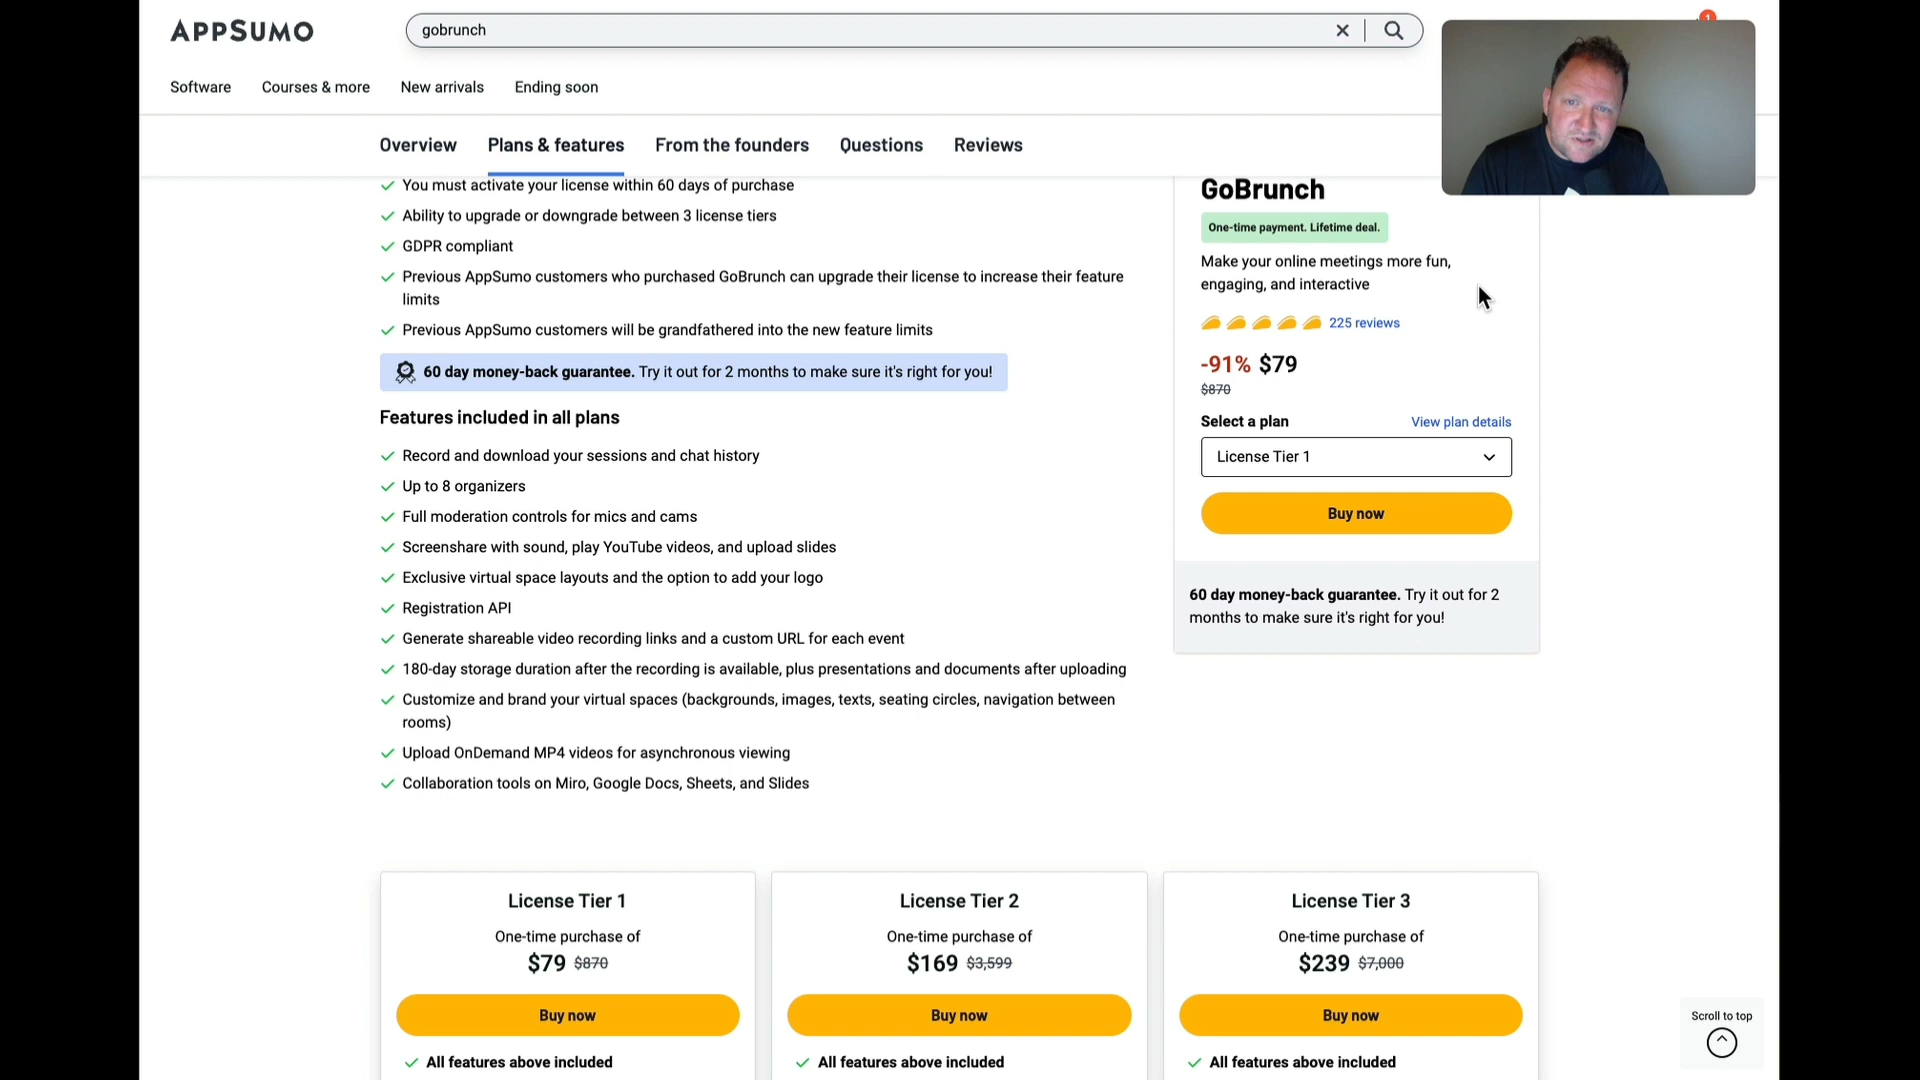 APPSUMO
gobrunch
1
Software
Courses & more
New arrivals
Ending soon
Overview
Plans & features
From the founders
Questions
Reviews
You must activate your license within 60 days of purchase
Ability to upgrade or downgrade between 3 license tiers
GDPR compliant
Previous AppSumo customers who purchased GoBrunch can upgrade their license to increase their feature
limits
Previous AppSumo customers will be grandfathered into the new feature limits
60 day money-back guarantee. Try it out for 2 months to make sure it's right for you!
Features included in all plans
Record and download your sessions and chat history
Up to 8 organizers
Full moderation controls for mics and cams
Screenshare with sound, play YouTube videos, and upload slides
Exclusive virtual space layouts and the option to add your logo
Registration API
Generate shareable video recording links and a custom URL for each event
180-day storage duration after the recording is available, plus presentations and documents after uploading
Customize and brand your virtual spaces (backgrounds, images, texts, seating circles, navigation between
rooms)
Upload OnDemand MP4 videos for asynchronous viewing
Collaboration tools on Miro, Google Docs, Sheets, and Slides
GoBrunch
One-time payment. Lifetime deal.
Make your online meetings more fun,
engaging, and interactive
225 reviews
-91% $79
$870
Select a plan
View plan details
License Tier 1
Buy now
60 day money-back guarantee. Try it out for 2
months to make sure it's right for you!
License Tier 1
One-time purchase of
$79 $870
Buy now
All features above included
License Tier 2
One-time purchase of
$169 $3,599
Buy now
All features above included
License Tier 3
One-time purchase of
$239 $7,000
Buy now
All features above included
Scroll to top